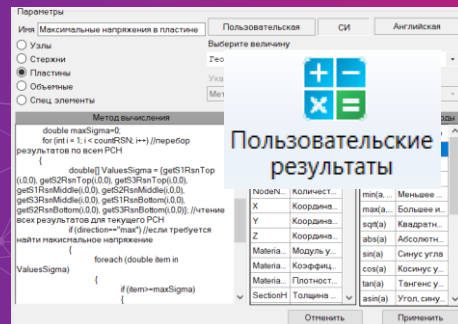 Параметры
Имя Максимальные напряжения в пластине
Пользовательская СИ Английская
Узлы
Стержни
Пластины
Объемные
Спец. элементы
Выберите величину
Метод вычисления
double maxSigma=0;
for (int i = 1; i < countRSN; i++) //перебор
результатов по всем РСН
{
double[] ValuesSigma = {getS1RsnTop
(i,0,0), getS2RsnTop(i,0,0), getS3RsnTop(i,0,0),
getS1RsnMiddle(i,0,0), getS2RsnMiddle(i,0,0),
getS3RsnMiddle(i,0,0), getS1RsnBottom(i,0,0),
getS2RsnBottom(i,0,0), getS3RsnBottom(i,0,0)}; //чтение
всех результатов для текущего РСН
if (direction=="max") //если требуется
найти макисмальное напряжение
{
foreach (double item in
ValuesSigma)
{
if (item>=maxSigma)
{
Пользовательские
результаты
NodeN... Количест...
X Координа...
Y Координа...
Z Координа...
Materia... Модуль у...
Materia... Коэффиц...
Materia... Плотност...
SectionH Толщина ...
min(a, ... Меньшее ...
max(a,... Большее и...
sqrt(a) Квадратн...
abs(a) Абсолютн...
sin(a) Синус угла
cos(a) Косинус у...
tan(a) Тангенс у...
asin(a) Угол, сину...
Отменить Применить